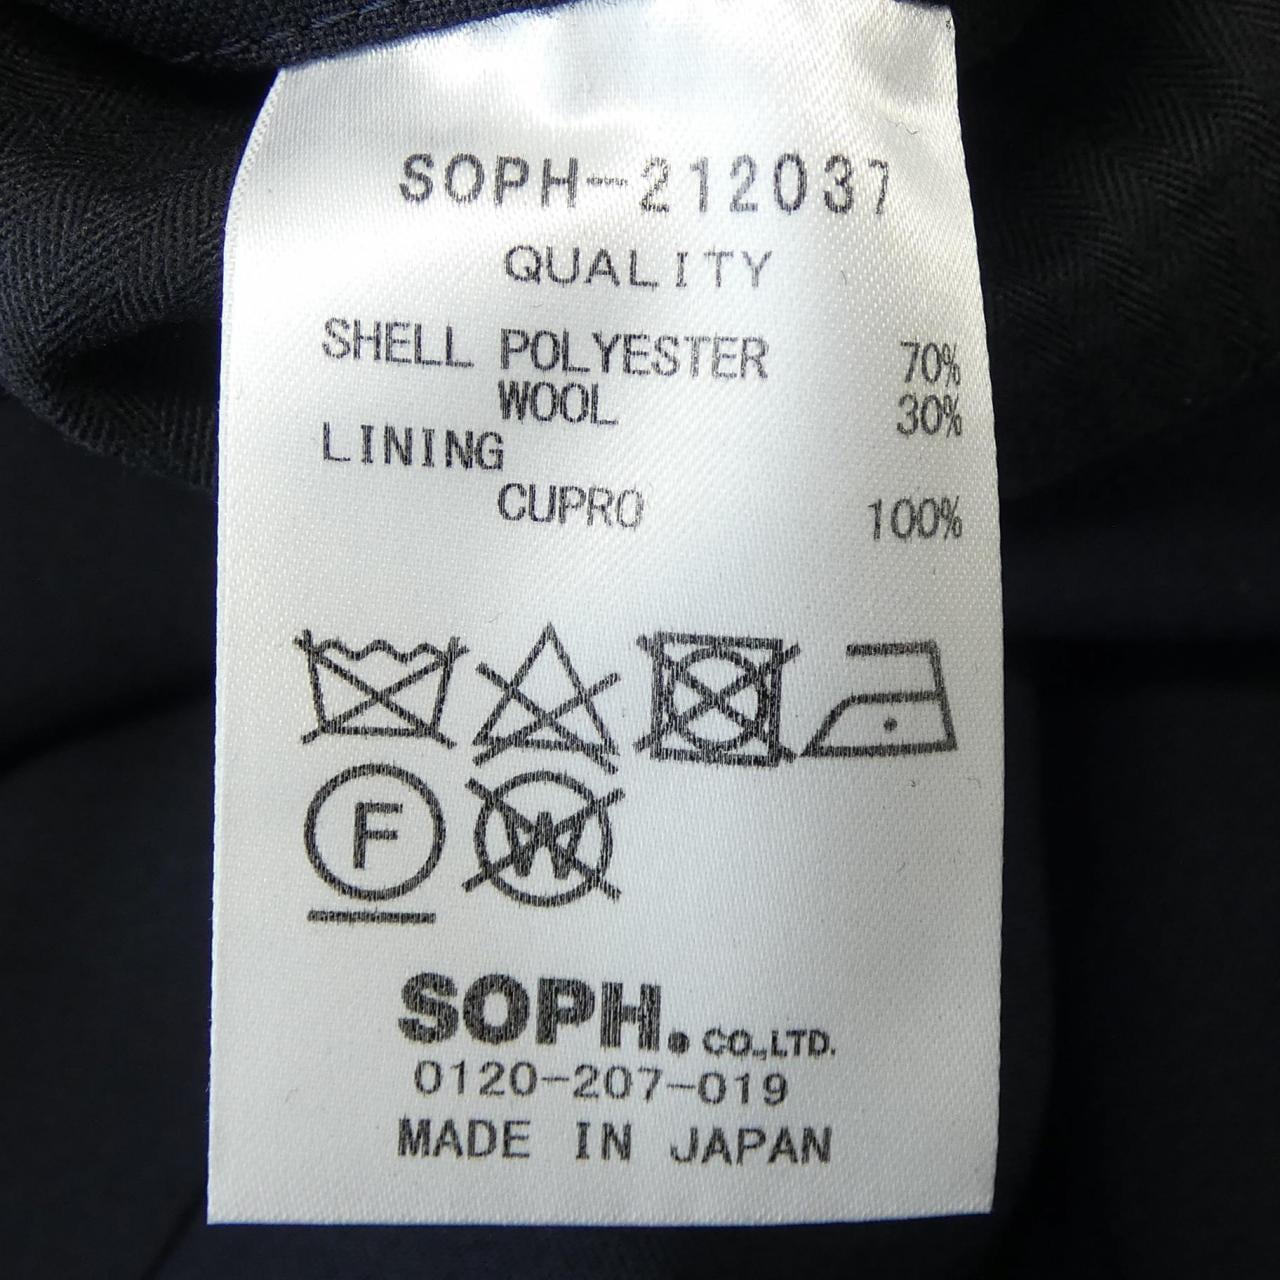 SOPH-212037
QUALITY
SHELL POLYESTER 70%
WOOL 30%
LINING
CUPRO 100%
F
W
SOPH. CO.,LTD.
0120-207-019
MADE IN JAPAN